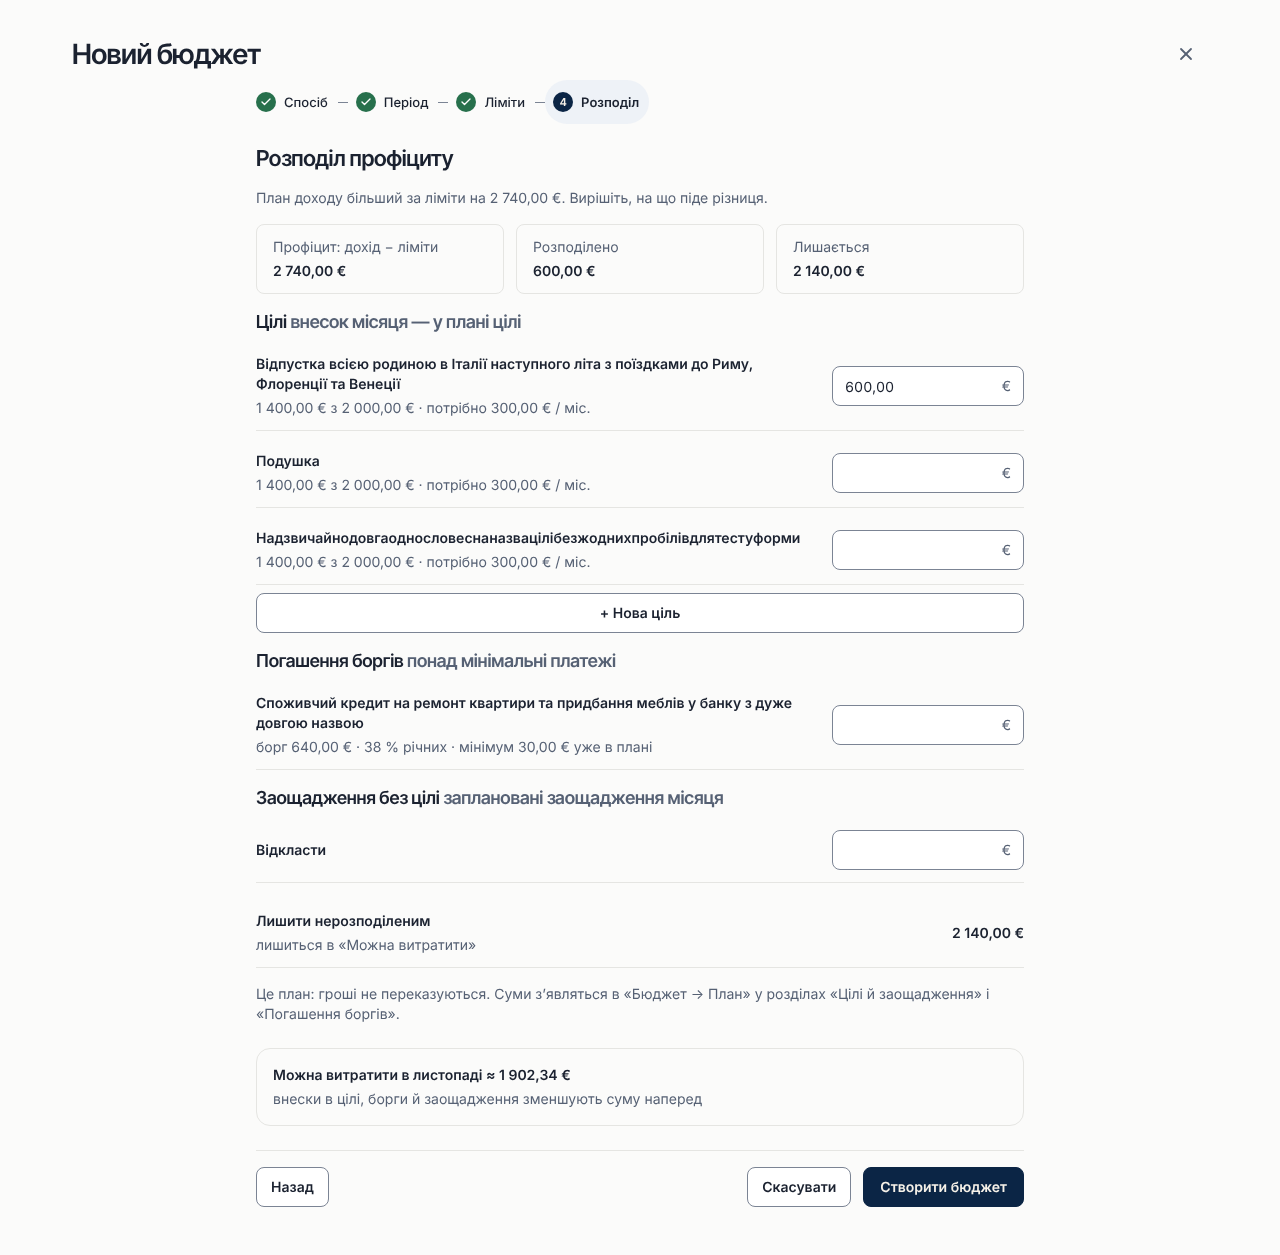 Новий бюджет
Спосіб — Період — Ліміти — 4 Розподіл
Розподіл профіциту
План доходу більший за ліміти на 2 740,00 €. Вирішіть, на що піде різниця.
Профіцит: дохід − ліміти
2 740,00 €
Розподілено
600,00 €
Лишається
2 140,00 €
Цілі внесок місяця — у плані цілі
Відпустка всією родиною в Італії наступного літа з поїздками до Риму,
Флоренції та Венеції
1 400,00 € з 2 000,00 € · потрібно 300,00 € / міс.
600,00 €
Подушка
1 400,00 € з 2 000,00 € · потрібно 300,00 € / міс.
€
Надзвичайнодовгаоднословеснаназвацілібезжоднихпробілівдлятестуформи
1 400,00 € з 2 000,00 € · потрібно 300,00 € / міс.
€
+ Нова ціль
Погашення боргів понад мінімальні платежі
Споживчий кредит на ремонт квартири та придбання меблів у банку з дуже
довгою назвою
борг 640,00 € · 38 % річних · мінімум 30,00 € уже в плані
€
Заощадження без цілі заплановані заощадження місяця
Відкласти
€
Лишити нерозподіленим
лишиться в «Можна витратити»
2 140,00 €
Це план: гроші не переказуються. Суми з’являться в «Бюджет → План» у розділах «Цілі й заощадження» і
«Погашення боргів».
Можна витратити в листопаді ≈ 1 902,34 €
внески в цілі, борги й заощадження зменшують суму наперед
Назад
Скасувати
Створити бюджет